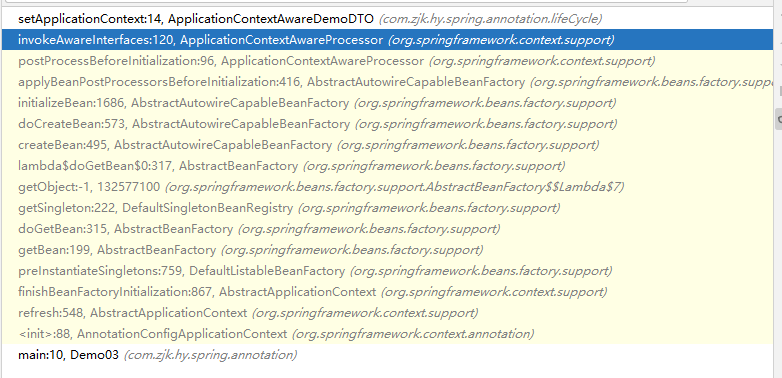 setApplicationContext:14, ApplicationContextAwareDemoDTO (com.zjk.hy.spring.annotation.lifeCycle)
invokeAwareInterfaces:120, ApplicationContextAwareProcessor (org.springframework.context.support)
postProcessBeforeInitialization:96, ApplicationContextAwareProcessor (org.springframework.context.support)
applyBeanPostProcessorsBeforeInitialization:416, AbstractAutowireCapableBeanFactory (org.springframework.beans.factory.suppo
initializeBean:1686, AbstractAutowireCapableBeanFactory (org.springframework.beans.factory.support)
doCreateBean:573, AbstractAutowireCapableBeanFactory (org.springframework.beans.factory.support)
createBean:495, AbstractAutowireCapableBeanFactory (org.springframework.beans.factory.support)
lambda$doGetBean$0:317, AbstractBeanFactory (org.springframework.beans.factory.support)
getObject:-1, 132577100 (org.springframework.beans.factory.support.AbstractBeanFactory$$Lambda$7)
getSingleton:222, DefaultSingletonBeanRegistry (org.springframework.beans.factory.support)
doGetBean:315, AbstractBeanFactory (org.springframework.beans.factory.support)
getBean:199, AbstractBeanFactory (org.springframework.beans.factory.support)
preInstantiateSingletons:759, DefaultListableBeanFactory (org.springframework.beans.factory.support)
finishBeanFactoryInitialization:867, AbstractApplicationContext (org.springframework.context.support)
refresh:548, AbstractApplicationContext (org.springframework.context.support)
<init>:88, AnnotationConfigApplicationContext (org.springframework.context.annotation)
main:10, Demo03 (com.zjk.hy.spring.annotation)